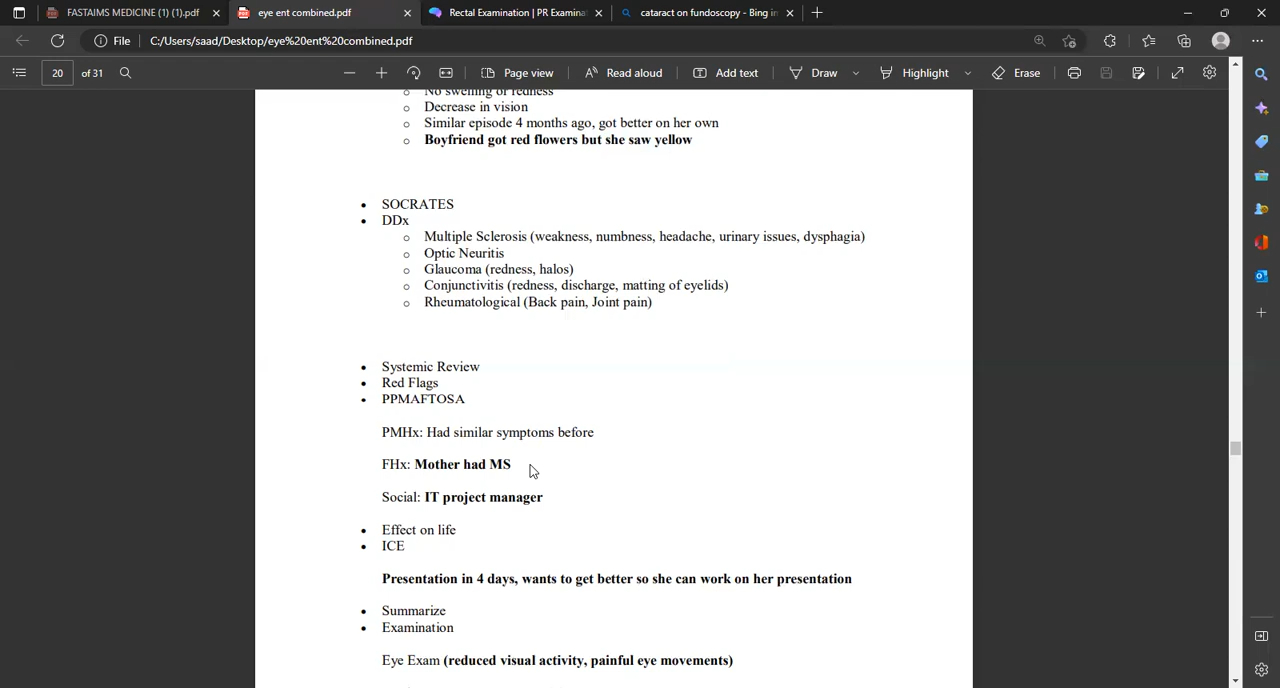 FASTAIMS MEDICINE (1) (1).pdf
eye ent combined.pdf
Rectal Examination | PR Examina
cataract on fundoscopy - Bing in
File
C:/Users/saad/Desktop/eye%20ent%20combined.pdf
20
of 31
Page view
Read aloud
Add text
Draw
Highlight
Erase
No swelling or redness
Decrease in vision
Similar episode 4 months ago, got better on her own
Boyfriend got red flowers but she saw yellow
SOCRATES
DDx
Multiple Sclerosis (weakness, numbness, headache, urinary issues, dysphagia)
Optic Neuritis
Glaucoma (redness, halos)
Conjunctivitis (redness, discharge, matting of eyelids)
Rheumatological (Back pain, Joint pain)
Systemic Review
Red Flags
PPMAFTOSA
PMHx: Had similar symptoms before
FHx: Mother had MS
Social: IT project manager
Effect on life
ICE
Presentation in 4 days, wants to get better so she can work on her presentation
Summarize
Examination
Eye Exam (reduced visual activity, painful eye movements)